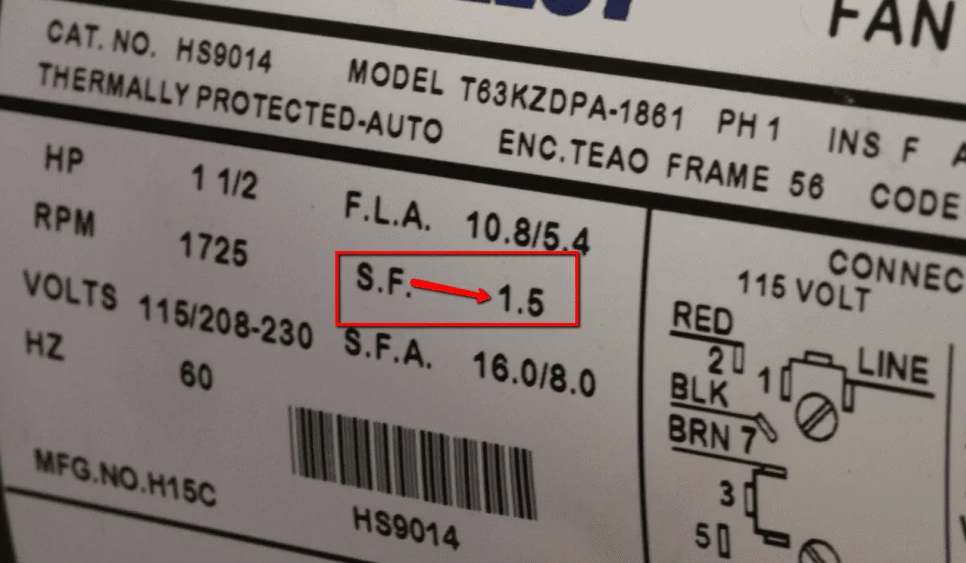 FAN
CAT. NO. HS9014 MODEL T63KZDPA-1861 PH 1 INS F
THERMALLY PROTECTED-AUTO ENC.TEAO FRAME 56 CODE
HP 1 1/2 F.L.A. 10.8/5.4
RPM 1725 S.F. 1.5
VOLTS 115/208-230 S.F.A. 16.0/8.0
HZ 60
MFG.NO.H15C
HS9014
115 VOLT
RED
2 1 LINE
BLK
BRN 7
3
5